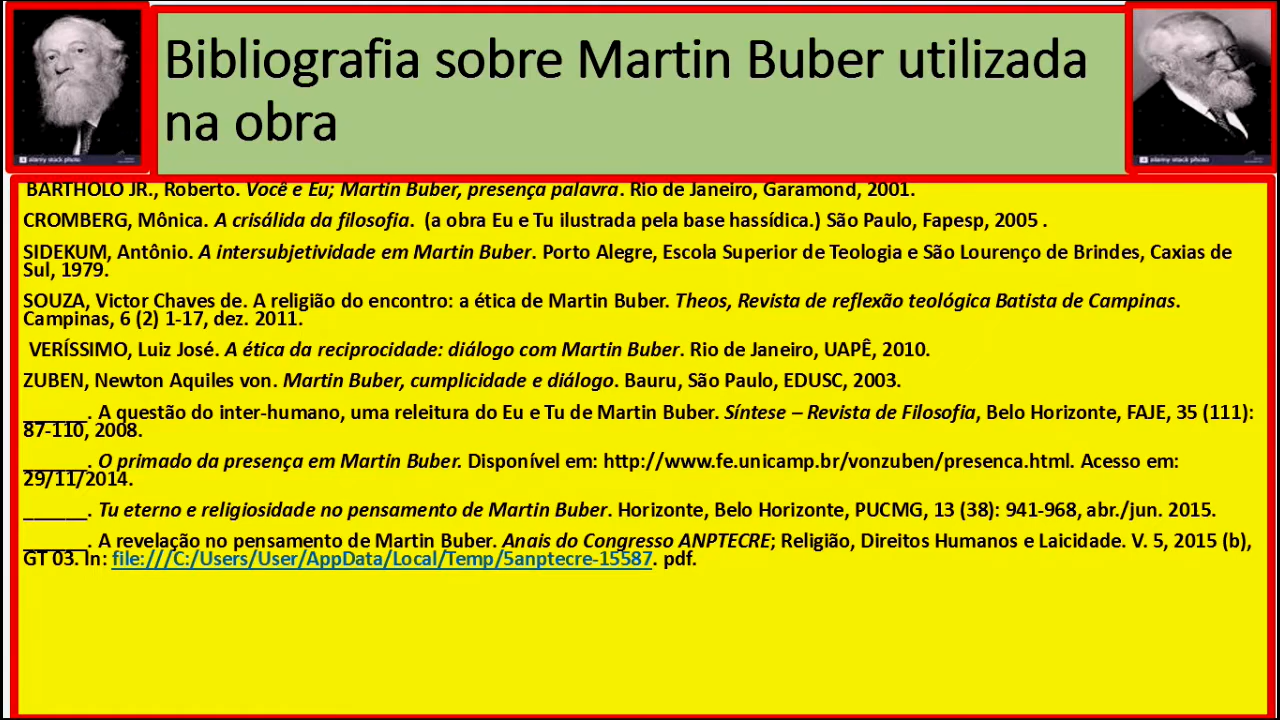 Bibliografia sobre Martin Buber utilizada
na obra
alamy stock photo
alamy stock photo
BARTHOLO JR., Roberto. Você e Eu; Martin Buber, presença palavra. Rio de Janeiro, Garamond, 2001.
CROMBERG, Mônica. A crisálida da filosofia. (a obra Eu e Tu ilustrada pela base hassídica.) São Paulo, Fapesp, 2005 .
SIDEKUM, Antônio. A intersubjetividade em Martin Buber. Porto Alegre, Escola Superior de Teologia e São Lourenço de Brindes, Caxias de
Sul, 1979.
SOUZA, Victor Chaves de. A religião do encontro: a ética de Martin Buber. Theos, Revista de reflexão teológica Batista de Campinas.
Campinas, 6 (2) 1-17, dez. 2011.
VERÍSSIMO, Luiz José. A ética da reciprocidade: diálogo com Martin Buber. Rio de Janeiro, UAPÊ, 2010.
ZUBEN, Newton Aquiles von. Martin Buber, cumplicidade e diálogo. Bauru, São Paulo, EDUSC, 2003.
______. A questão do inter-humano, uma releitura do Eu e Tu de Martin Buber. Síntese – Revista de Filosofia, Belo Horizonte, FAJE, 35 (111):
87-110, 2008.
______. O primado da presença em Martin Buber. Disponível em: http://www.fe.unicamp.br/vonzuben/presenca.html. Acesso em:
29/11/2014.
______. Tu eterno e religiosidade no pensamento de Martin Buber. Horizonte, Belo Horizonte, PUCMG, 13 (38): 941-968, abr./jun. 2015.
______. A revelação no pensamento de Martin Buber. Anais do Congresso ANPTECRE; Religião, Direitos Humanos e Laicidade. V. 5, 2015 (b),
GT 03. In: file:///C:/Users/User/AppData/Local/Temp/5anptecre-15587. pdf.